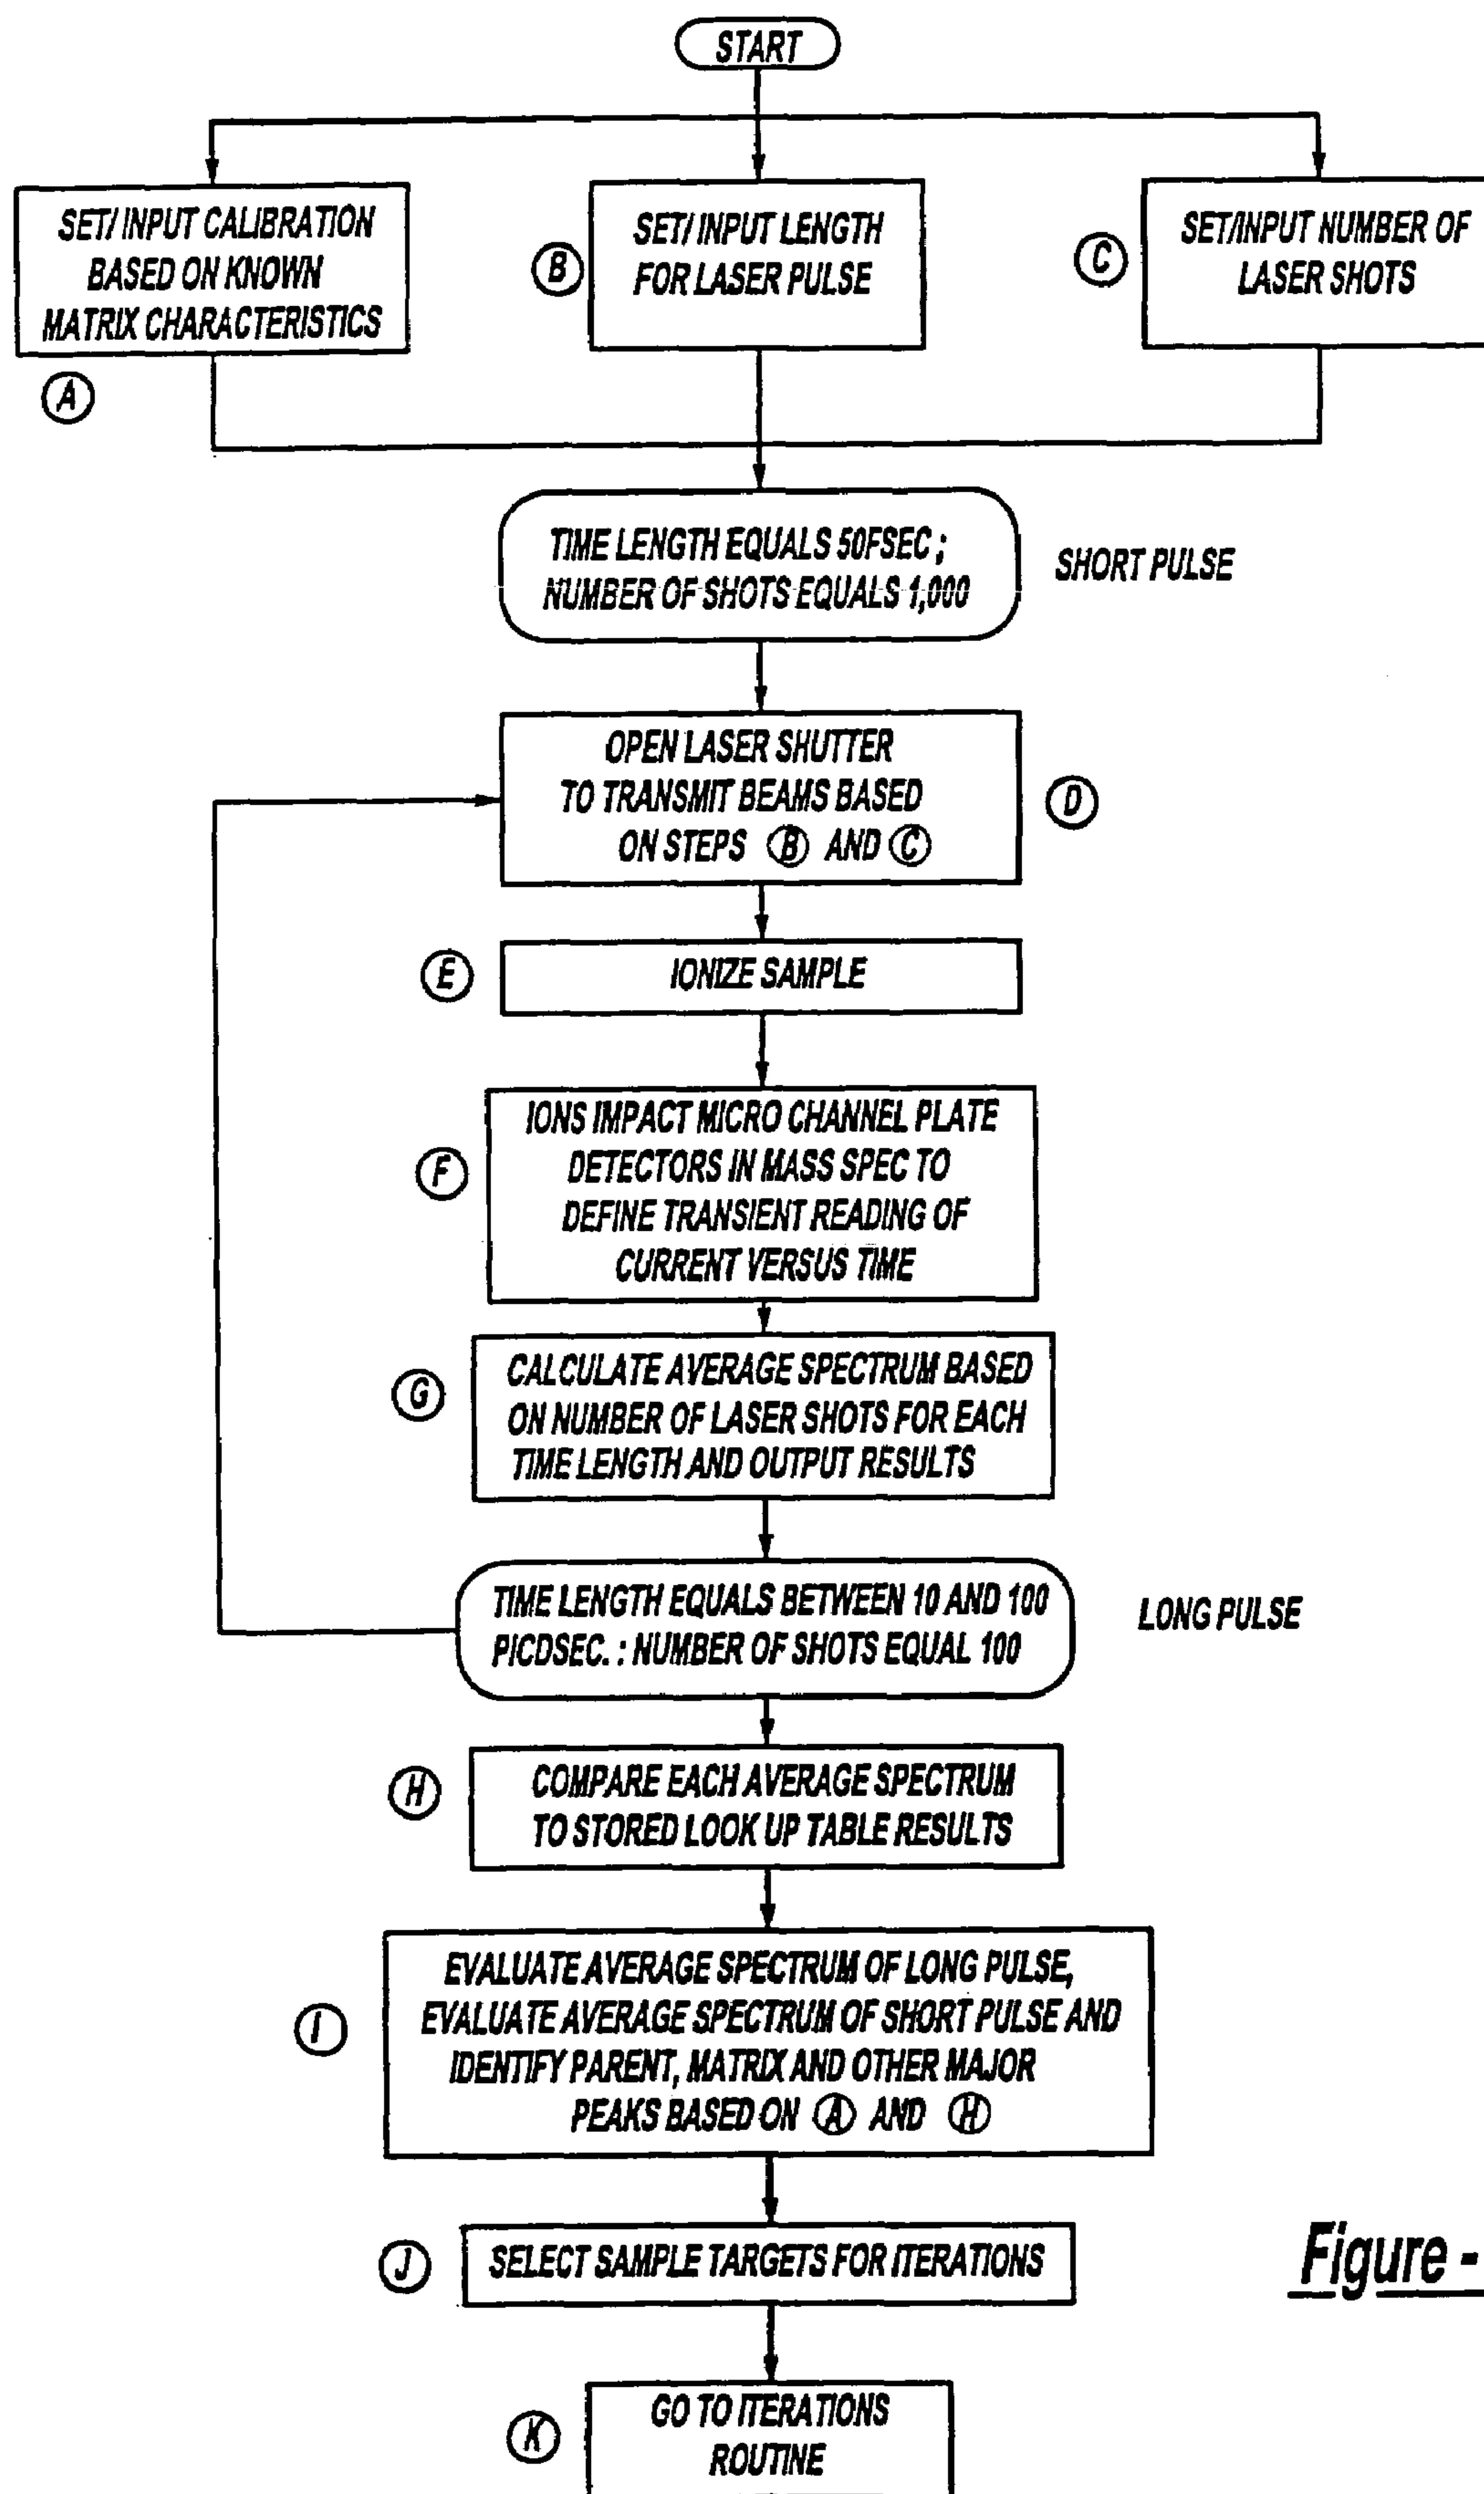 START
SET/ INPUT CALIBRATION
BASED ON KNOWN
MATRIX CHARACTERISTICS
A
B
SET/ INPUT LENGTH
FOR LASER PULSE
C
SET/INPUT NUMBER OF
LASER SHOTS
TIME LENGTH EQUALS 50FSEC ;
NUMBER OF SHOTS EQUALS 1,000
SHORT PULSE
OPEN LASER SHUTTER
TO TRANSMIT BEAMS BASED
ON STEPS B AND C
D
E
IONIZE SAMPLE
F
IONS IMPACT MICRO CHANNEL PLATE
DETECTORS IN MASS SPEC TO
DEFINE TRANSIENT READING OF
CURRENT VERSUS TIME
G
CALCULATE AVERAGE SPECTRUM BASED
ON NUMBER OF LASER SHOTS FOR EACH
TIME LENGTH AND OUTPUT RESULTS
TIME LENGTH EQUALS BETWEEN 10 AND 100
PICDSEC. : NUMBER OF SHOTS EQUAL 100
LONG PULSE
H
COMPARE EACH AVERAGE SPECTRUM
TO STORED LOOK UP TABLE RESULTS
I
EVALUATE AVERAGE SPECTRUM OF LONG PULSE,
EVALUATE AVERAGE SPECTRUM OF SHORT PULSE AND
IDENTIFY PARENT, MATRIX AND OTHER MAJOR
PEAKS BASED ON A AND H
J
SELECT SAMPLE TARGETS FOR ITERATIONS
Figure -
K
GO TO ITERATIONS
ROUTINE